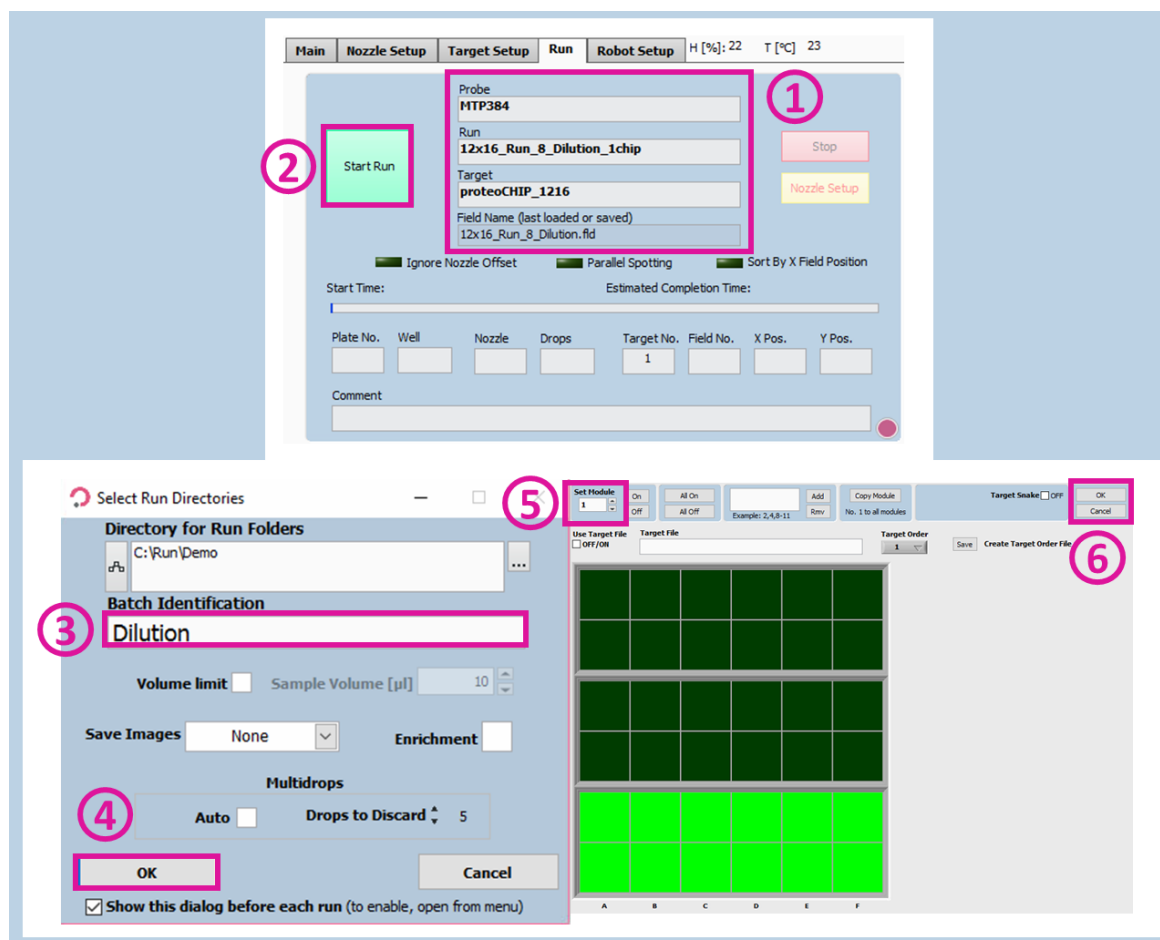 Main Nozzle Setup Target Setup Run Robot Setup H [%]: 22 T [°C] 23
1
Probe
MTP384
Run
12x16_Run_8_Dilution_1chip
Target
proteoCHIP_1216
Field Name (last loaded or saved)
12x16_Run_8_Dilution.fld
2
Start Run
Stop
Nozzle Setup
Ignore Nozzle Offset Parallel Spotting Sort By X Field Position
Start Time: Estimated Completion Time:
Plate No. Well Nozzle Drops Target No. Field No. X Pos. Y Pos.
1
Comment
Select Run Directories
Directory for Run Folders
C:\Run\Demo
...
Batch Identification
3
Dilution
Volume limit Sample Volume [µl] 10
Save Images None Enrichment
Multidrops
4
Auto Drops to Discard 5
OK Cancel
Show this dialog before each run (to enable, open from menu)
5
Set Module
1
On All On Add Copy Module Target Snake OFF OK
Off All Off Example: 2,4,8-11 Rmv No. 1 to all modules Cancel
6
Use Target File Target File Target Order
OFF/ON 1 Save Create Target Order File
A B C D E F